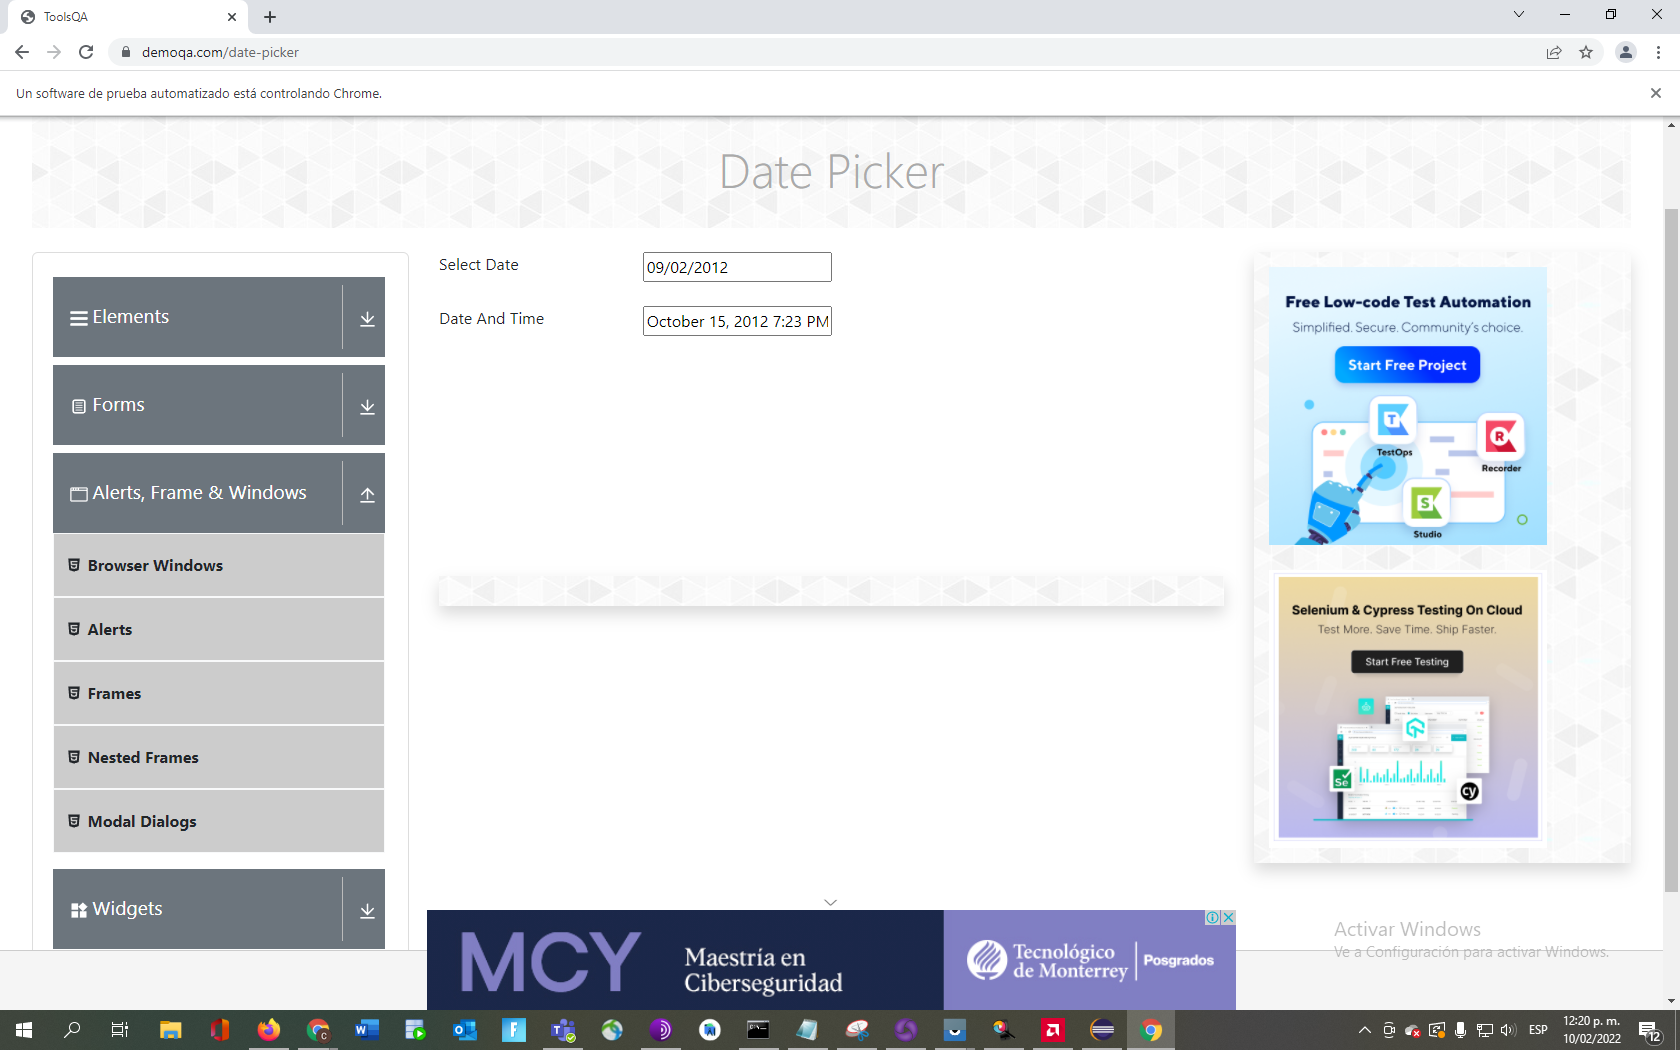 ToolsQA
demoqa.com/date-picker
Un software de prueba automatizado está controlando Chrome.
Date Picker
Elements
Forms
Alerts, Frame & Windows
Browser Windows
Alerts
Frames
Nested Frames
Modal Dialogs
Widgets
Select Date
09/02/2012
Date And Time
October 15, 2012 7:23 PM
Free Low-code Test Automation
Simplified. Secure. Community's choice.
Start Free Project
TestOps
Recorder
Studio
Selenium & Cypress Testing On Cloud
Test More. Save Time. Ship Faster.
Start Free Testing
Se
cy
MCY
Maestría en
Ciberseguridad
Tecnológico
de Monterrey
Posgrados
Activar Windows
Ve a Configuración para activar Windows.
ESP
12:20 p. m.
10/02/2022
12